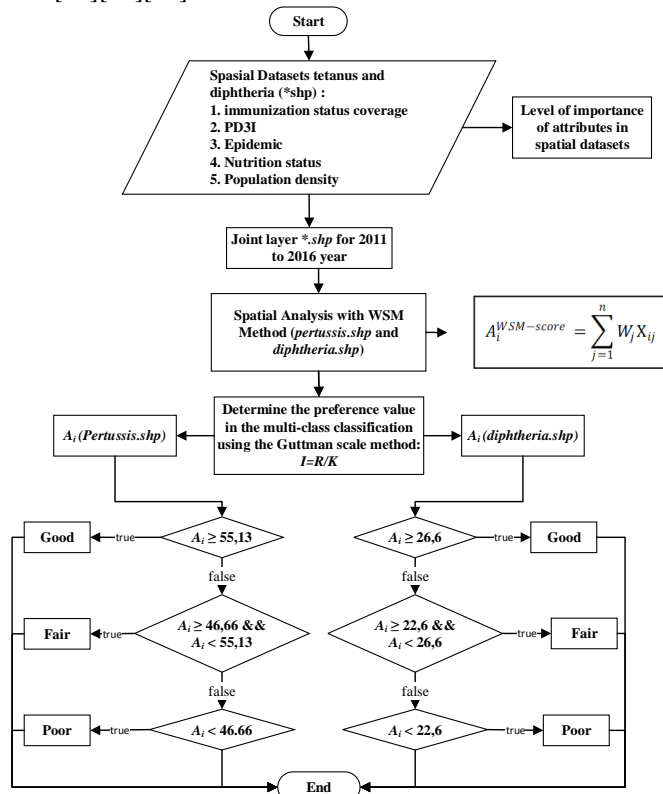 Start
Spasial Datasets tetanus and
diphtheria (*shp) :
1. immunization status coverage
2. PD3I
3. Epidemic
4. Nutrition status
5. Population density
Level of importance
of attributes in
spatial datasets
Joint layer *.shp for 2011
to 2016 year
Spatial Analysis with WSM
Method (pertussis.shp and
diphtheria.shp)
A_i^{WSM-score} = \sum_{j=1}^{n} W_j X_{ij}
Determine the preference value
in the multi-class classification
using the Guttman scale method:
I=R/K
A_i (Pertussis.shp)
A_i (diphtheria.shp)
Good
true
A_i ≥ 55,13
A_i ≥ 26,6
true
Good
false
false
Fair
true
A_i ≥ 46,66 &&
A_i < 55,13
A_i ≥ 22,6 &&
A_i < 26,6
true
Fair
false
false
Poor
true
A_i < 46.66
A_i < 22,6
true
Poor
End